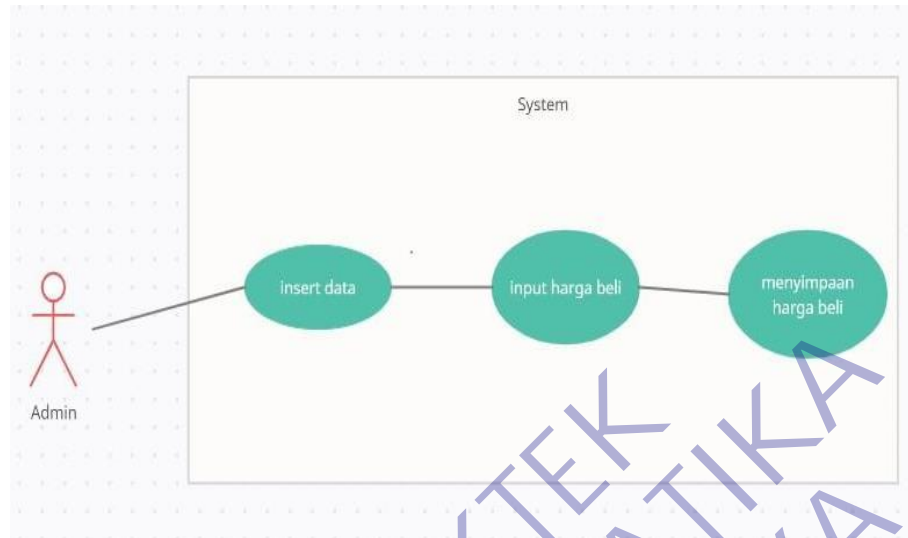 System
insert data
input harga beli
menyimpaan
harga beli
Admin